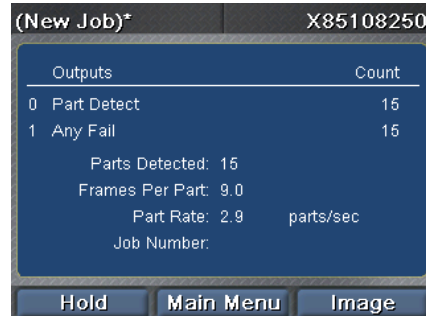 (New Job)* X85108250
Outputs Count
0 Part Detect 15
1 Any Fail 15
Parts Detected: 15
Frames Per Part: 9.0
Part Rate: 2.9 parts/sec
Job Number:
Hold Main Menu Image